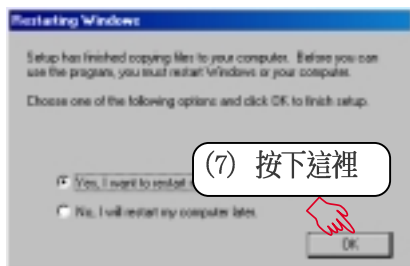 Restarting Windows
Setup has finished copying files to your computer. Before you can
use the program, you must restart Windows or your computer.
Choose one of the following options and click OK to finish setup.
Yes, I want to restart
(7) 按下這裡
No, I will restart my computer later.
OK